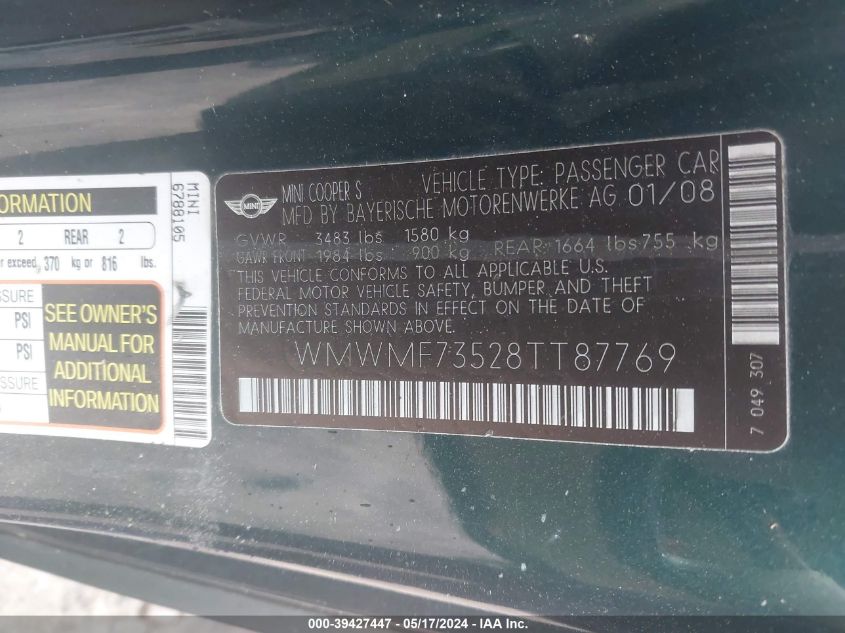 ORMATION
2 REAR 2
r exceed 370 kg or 816 lbs.
ESSURE
PSI
PSI
SSURE
SEE OWNER'S
MANUAL FOR
ADDITIONAL
INFORMATION
MINI
6788105
MINI
MINI COOPER S VEHICLE TYPE: PASSENGER CAR
MFD BY BAYERISCHE MOTORENWERKE AG 01/08
GVWR 3483 lbs 1580 kg
GAWR FRONT 1984 lbs 900 kg REAR: 1664 lbs 755 kg
THIS VEHICLE CONFORMS TO ALL APPLICABLE U.S.
FEDERAL MOTOR VEHICLE SAFETY, BUMPER, AND THEFT
PREVENTION STANDARDS IN EFFECT ON THE DATE OF
MANUFACTURE SHOWN ABOVE.
WMWMF73528TT87769
7 049 307
000-39427447 - 05/17/2024 - IAA Inc.